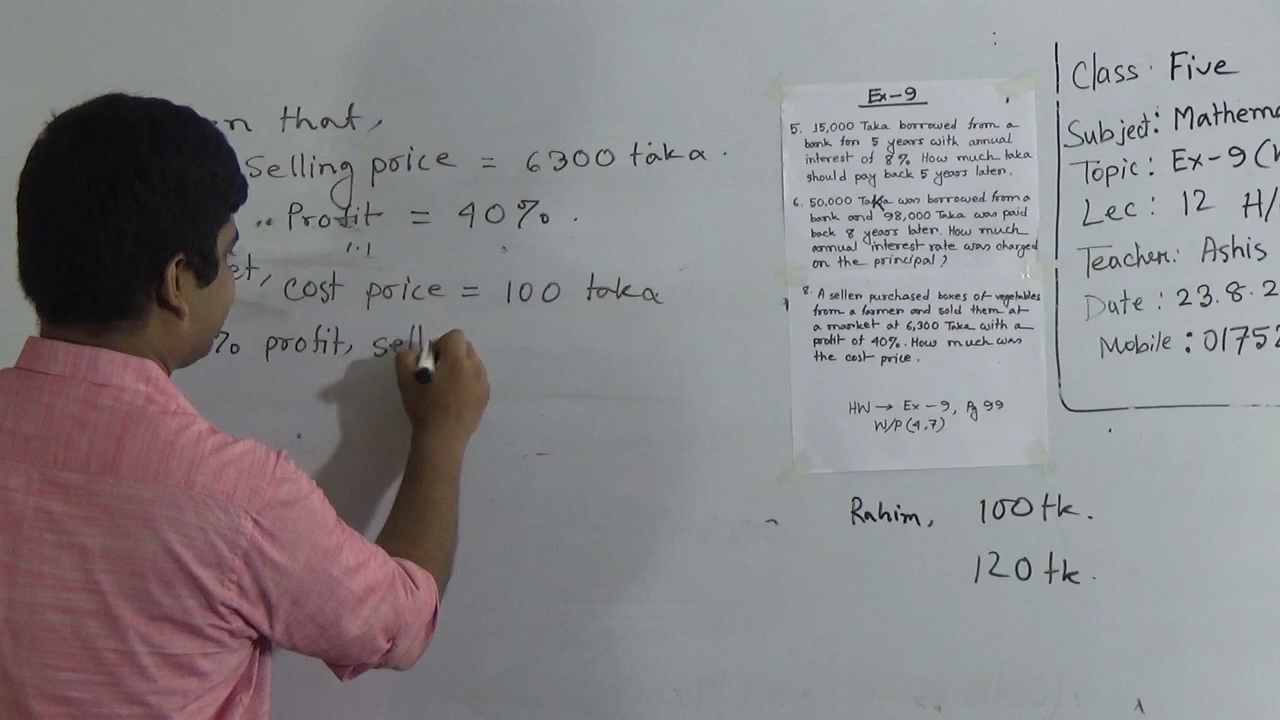 that,
Selling price = 6300 taka.
Profit = 40%.
cost price = 100 taka
% profit, sell
Ex-9
5. 15,000 Taka borrowed from a
bank for 5 years with annual
interest of 8%. How much taka
should pay back 5 years later.
6. 50,000 Taka was borrowed from a
bank and 98,000 Taka was paid
back 8 years later. How much
annual interest rate was charged
on the principal?
8. A seller purchased boxes of vegetables
from a farmer and sold them at
a market at 6,300 Taka with a
profit of 40%. How much was
the cost price.
HW → Ex-9, Pg 99
W/P(4,7)
Rahim, 100 tk.
120 tk.
Class: Five
Subject: Mathema
Topic: Ex-9 (
Lec: 12 H/
Teacher: Ashis
Date: 23.8.2
Mobile: 01752